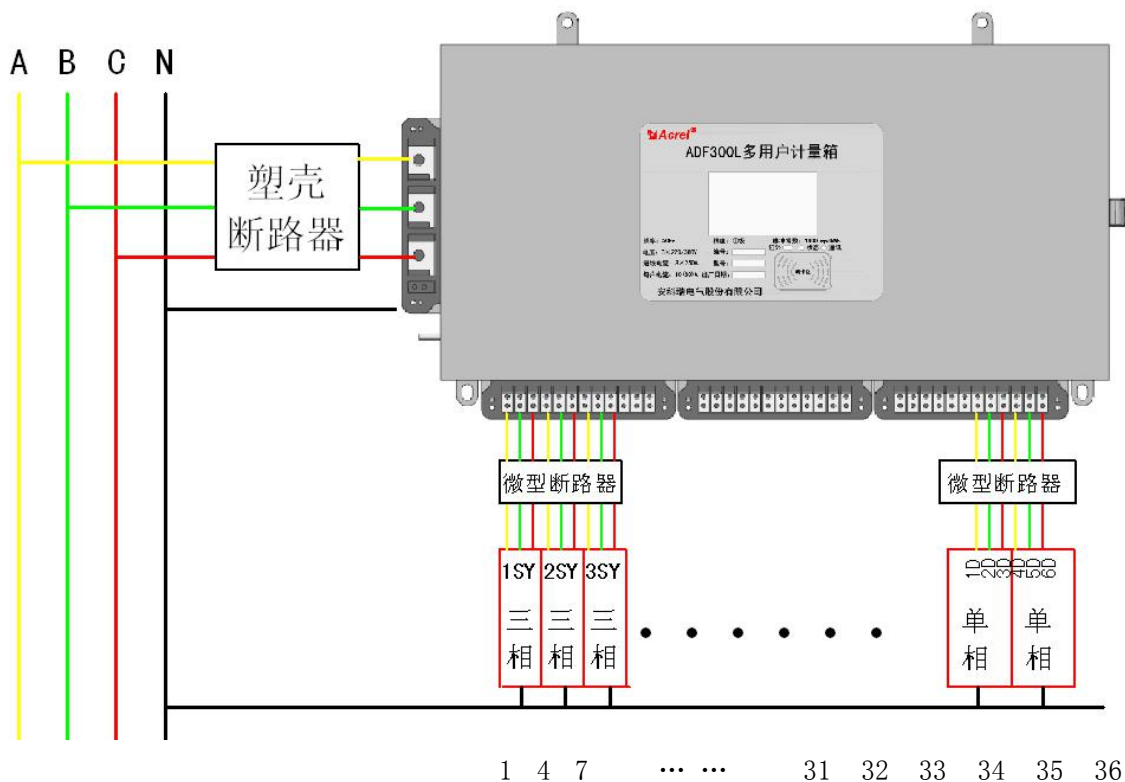 A B C N
Acrel®
ADF300L多用户计量箱
安科瑞电气股份有限公司
塑壳
断路器
微型断路器
微型断路器
1SY 2SY 3SY
三相 三相 三相
1D 2D 3D 4D 5D 6D
单相 单相
1 4 7 … … 31 32 33 34 35 36